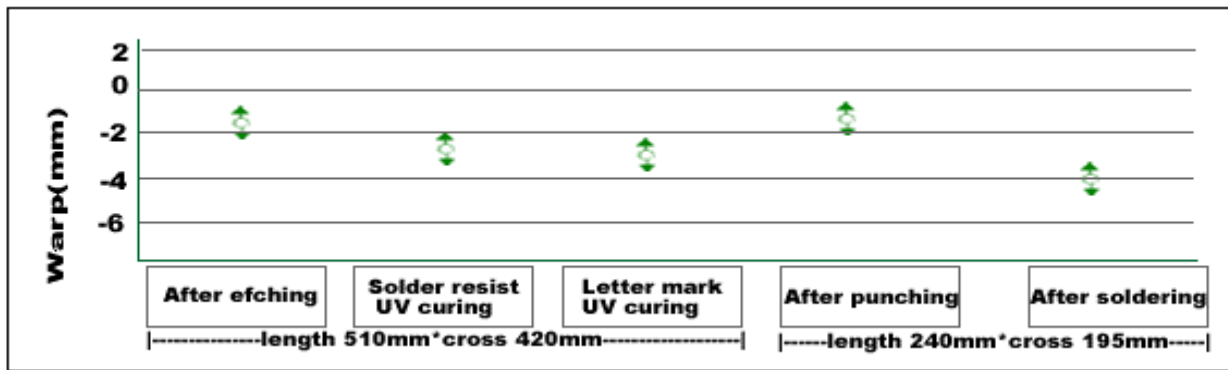 2
0
-2
-4
-6
Warp(mm)
After efching
Solder resist
UV curing
Letter mark
UV curing
After punching
After soldering
|----------------length 510mm*cross 420mm--------------------|
|------length 240mm*cross 195mm-----|